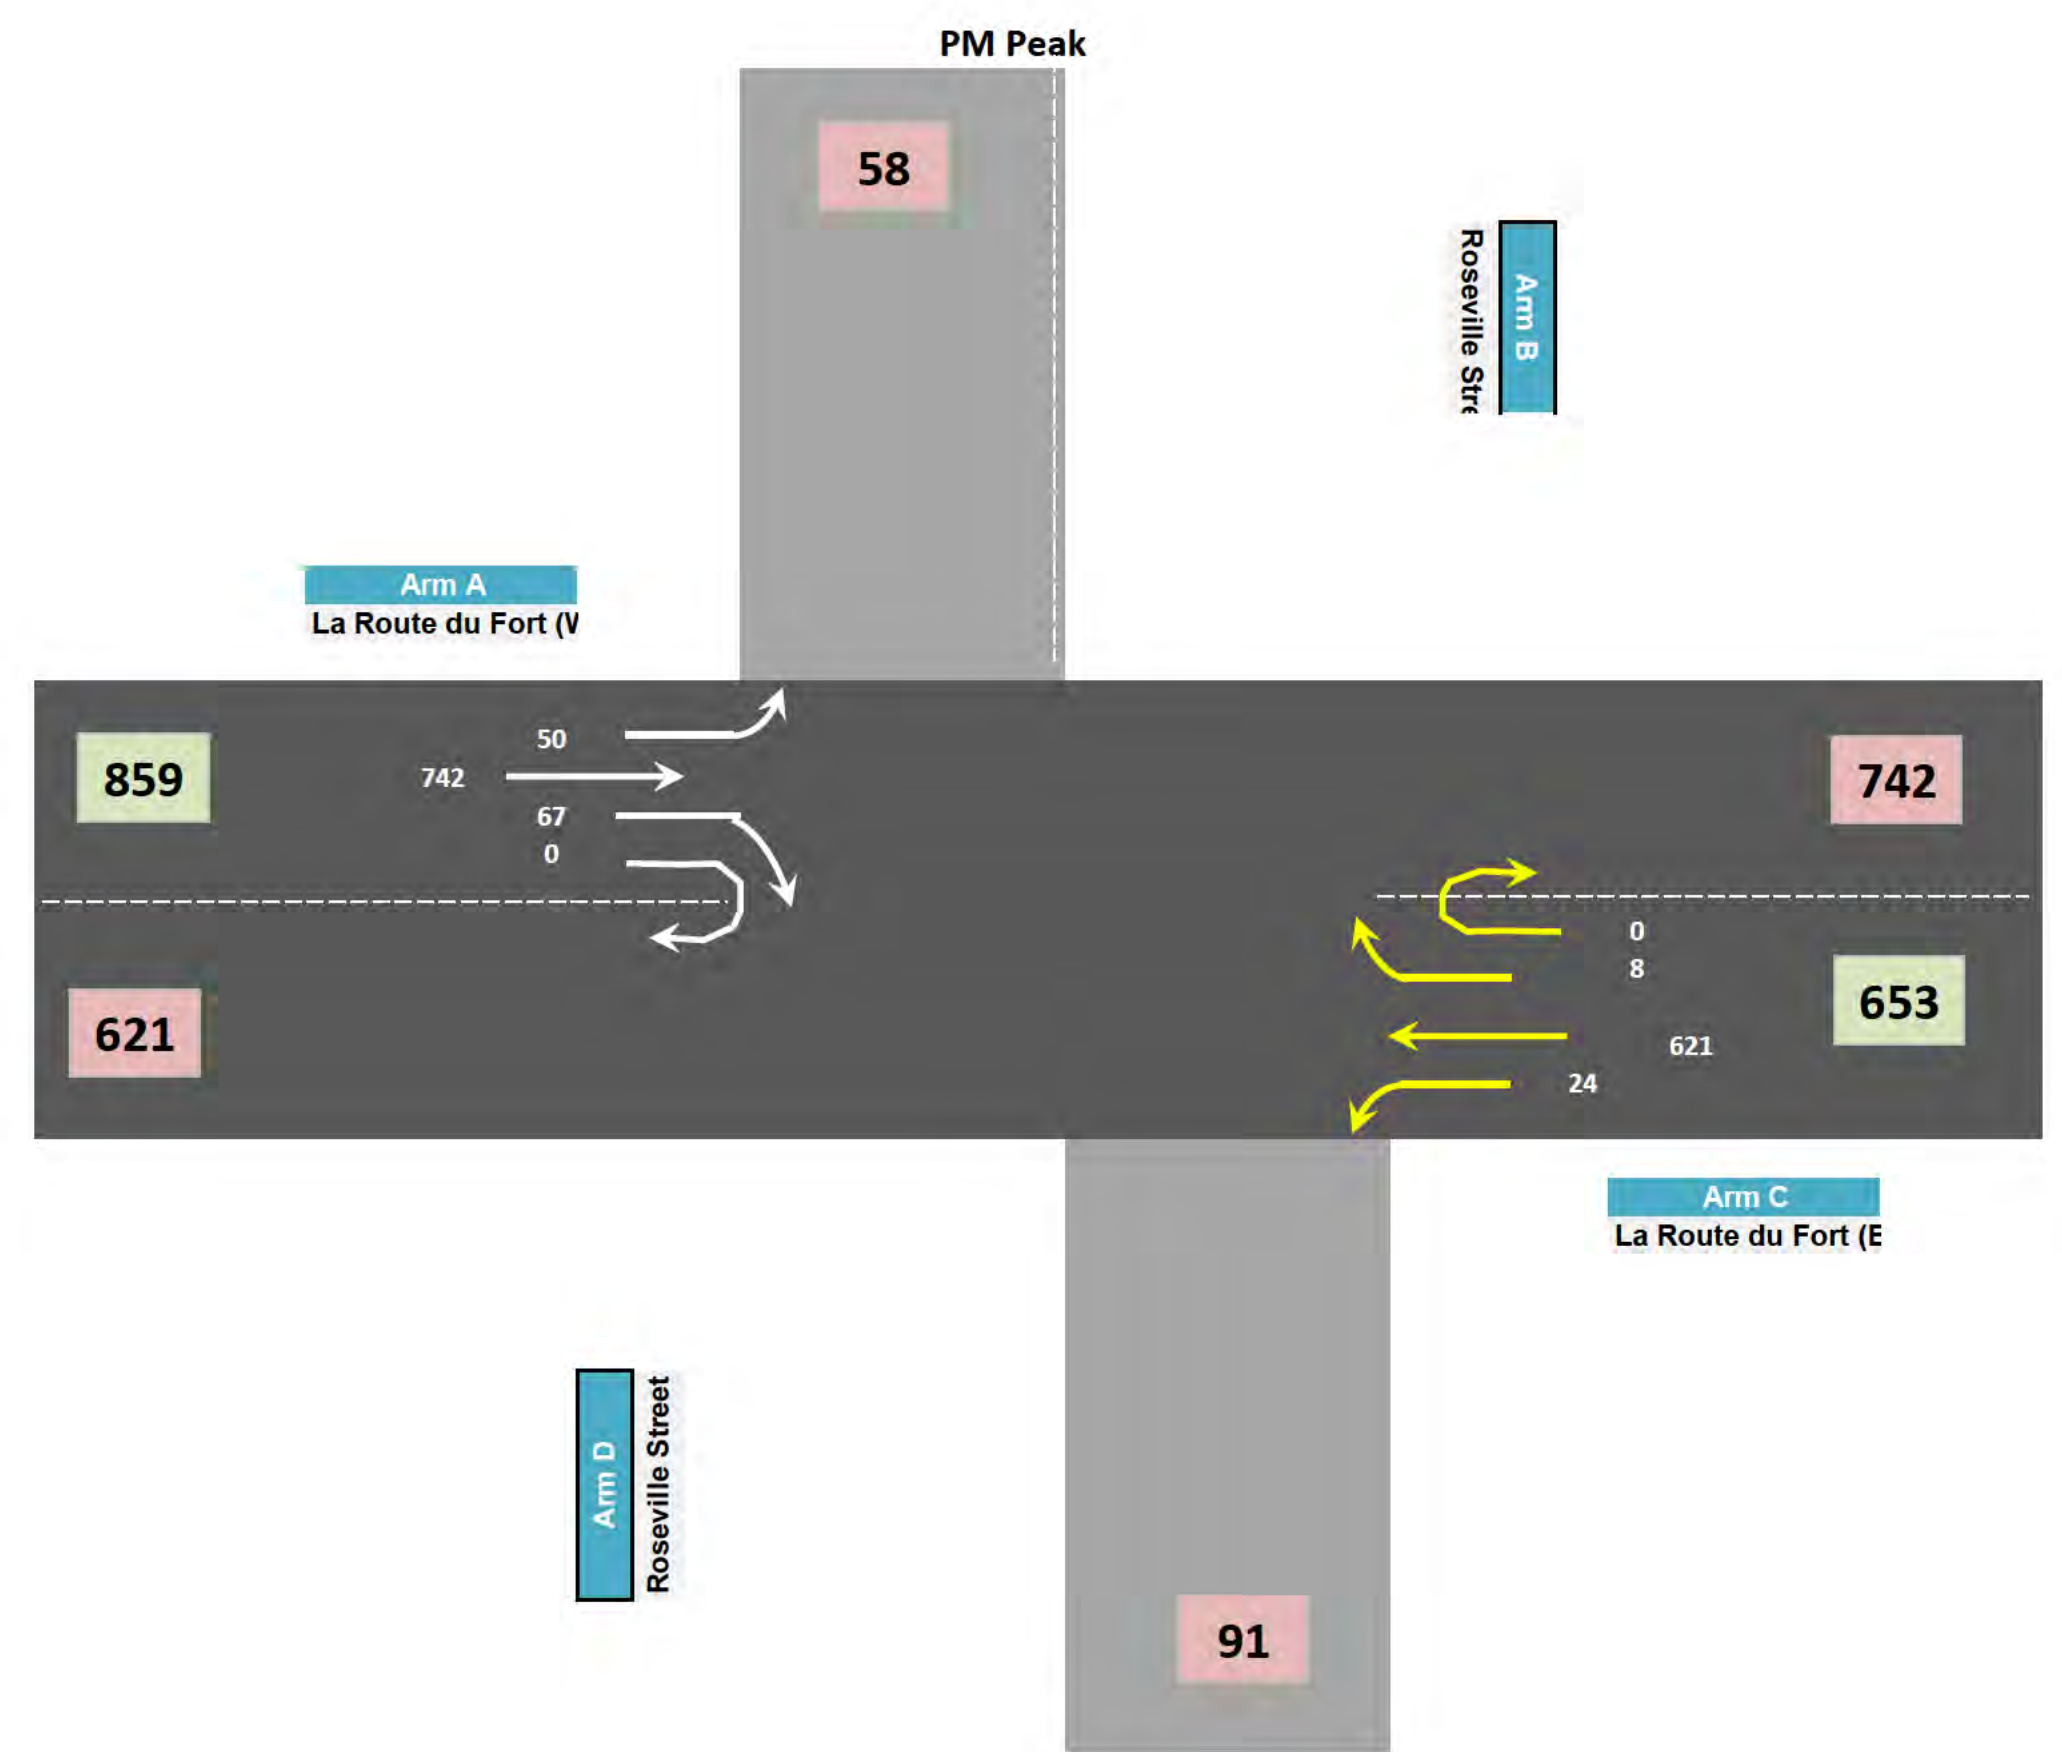 PM Peak
58
Arm B
Roseville Stre
Arm A
La Route du Fort (W
859
50
742
67
0
742
621
0
8
653
621
24
Arm C
La Route du Fort (E
Arm D
Roseville Street
91